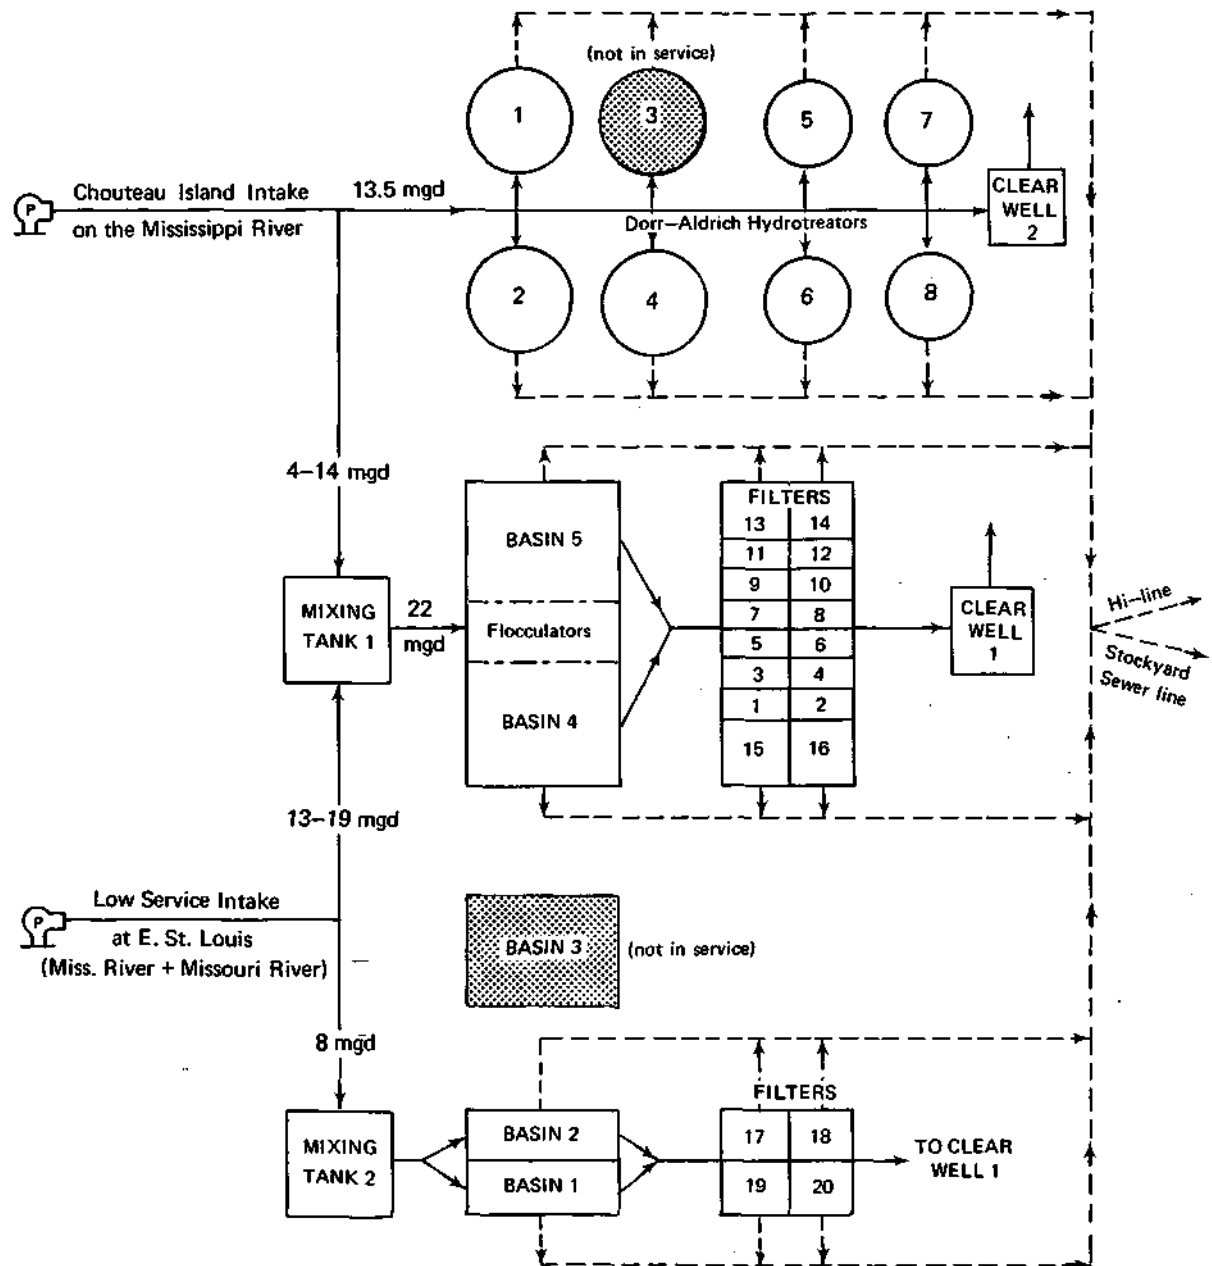 (not in service)
1
3
5
7
P
Chouteau Island Intake
on the Mississippi River
13.5 mgd
Dorr-Aldrich Hydrotreators
CLEAR
WELL
2
2
4
6
8
4-14 mgd
MIXING
TANK 1
22
mgd
BASIN 5
Flocculators
BASIN 4
FILTERS
13 14
11 12
9 10
7 8
5 6
3 4
1 2
15 16
CLEAR
WELL
1
Hi-line
Stockyard
Sewer line
13-19 mgd
P
Low Service Intake
at E. St. Louis
(Miss. River + Missouri River)
BASIN 3
(not in service)
8 mgd
MIXING
TANK 2
BASIN 2
BASIN 1
FILTERS
17 18
19 20
TO CLEAR
WELL 1